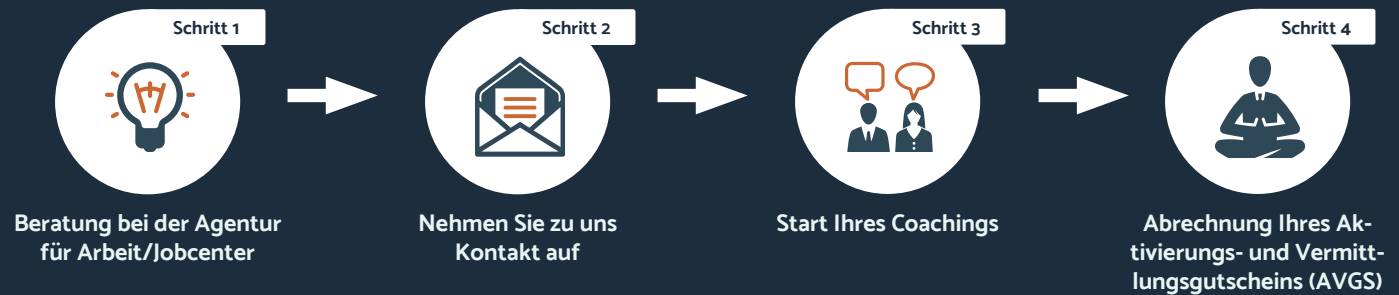 Schritt 1
Schritt 2
Schritt 3
Schritt 4
Beratung bei der Agentur
für Arbeit/Jobcenter
Nehmen Sie zu uns
Kontakt auf
Start Ihres Coachings
Abrechnung Ihres Ak-
tivierungs- und Vermitt-
lungsgutscheins (AVGS)